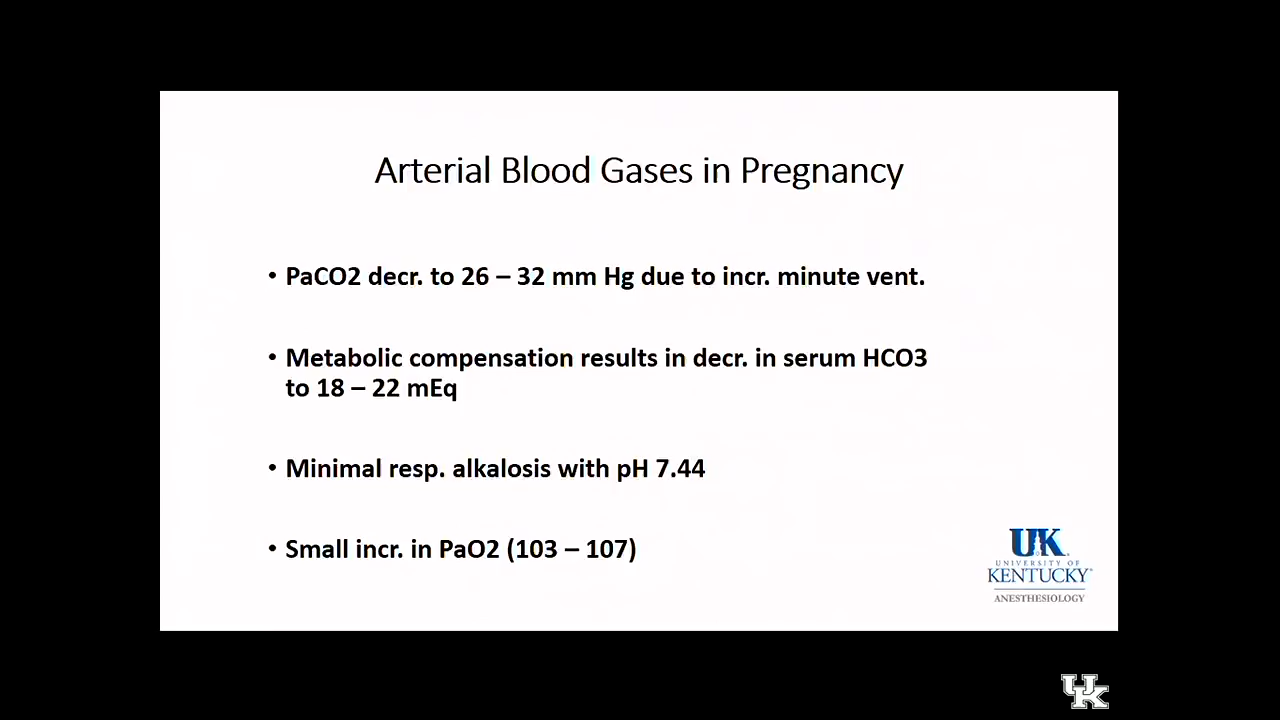 Arterial Blood Gases in Pregnancy
• PaCO2 decr. to 26 – 32 mm Hg due to incr. minute vent.
• Metabolic compensation results in decr. in serum HCO3
to 18 – 22 mEq
• Minimal resp. alkalosis with pH 7.44
• Small incr. in PaO2 (103 – 107)
UK
UNIVERSITY OF
KENTUCKY
ANESTHESIOLOGY
UK